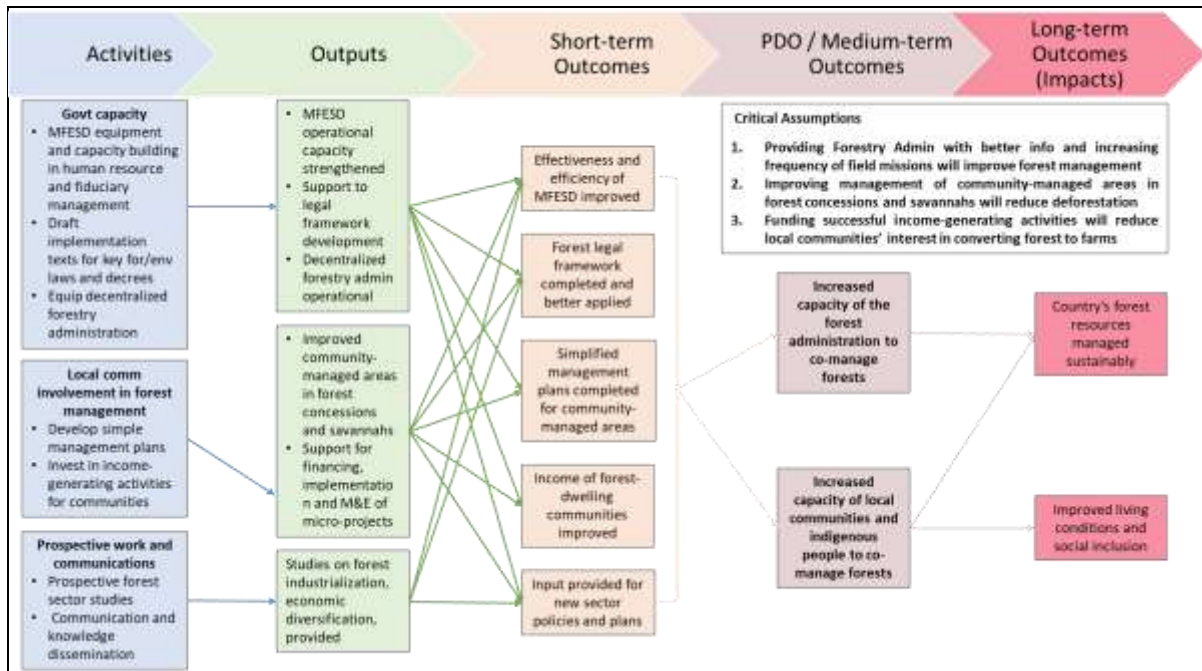 Activities
Outputs
Short-term
Outcomes
PDO / Medium-term
Outcomes
Long-term
Outcomes
(Impacts)
Govt capacity
• MFESD equipment
and capacity building
in human resource
and fiduciary
management
• Draft
implementation
texts for key for/env
laws and decrees
• Equip decentralized
forestry
administration
Local comm
involvement in forest
management
• Develop simple
management plans
• Invest in income-
generating activities
for communities
Prospective work and
communications
• Prospective forest
sector studies
• Communication and
knowledge
dissemination
• MFESD
operational
capacity
strengthened
• Support to
legal
framework
development
• Decentralized
forestry admin
operational
• Improved
community-
managed areas
in forest
concessions
and savannahs
• Support for
financing,
implementatio
n and M&E of
micro-projects
Studies on forest
industrialization,
economic
diversification,
provided
Effectiveness and
efficiency of
MFESD improved
Forest legal
framework
completed and
better applied
Simplified
management
plans completed
for community-
managed areas
Income of forest-
dwelling
communities
improved
Input provided for
new sector
policies and plans
Critical Assumptions
1. Providing Forestry Admin with better info and increasing
frequency of field missions will improve forest management
2. Improving management of community-managed areas in
forest concessions and savannahs will reduce deforestation
3. Funding successful income-generating activities will reduce
local communities' interest in converting forest to farms
Increased
capacity of the
forest
administration to
co-manage
forests
Increased
capacity of local
communities and
indigenous
people to co-
manage forests
Country's forest
resources
managed
sustainably
Improved living
conditions and
social inclusion